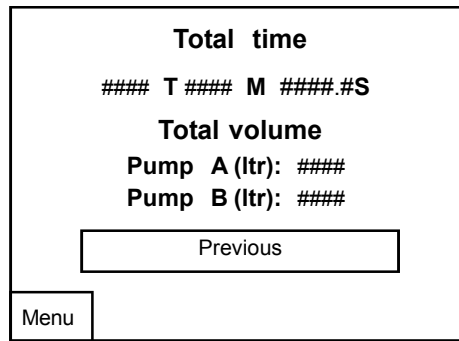 Total time
#### T #### M ####.#S
Total volume
Pump A (ltr): ####
Pump B (ltr): ####
Previous
Menu